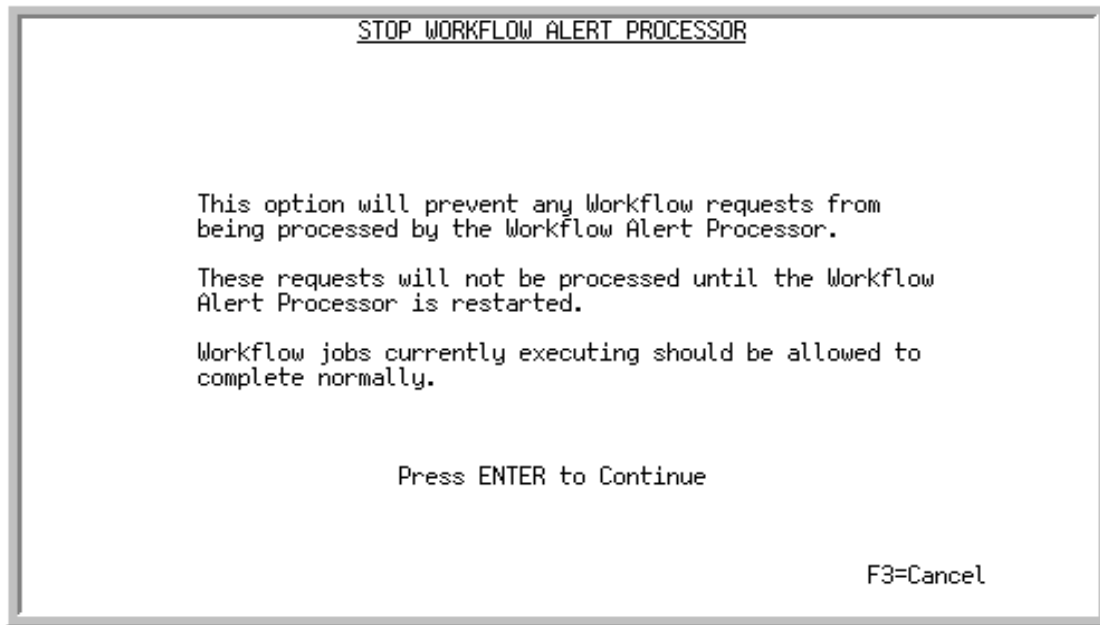 STOP WORKFLOW ALERT PROCESSOR
This option will prevent any Workflow requests from
being processed by the Workflow Alert Processor.
These requests will not be processed until the Workflow
Alert Processor is restarted.
Workflow jobs currently executing should be allowed to
complete normally.
Press ENTER to Continue
F3=Cancel